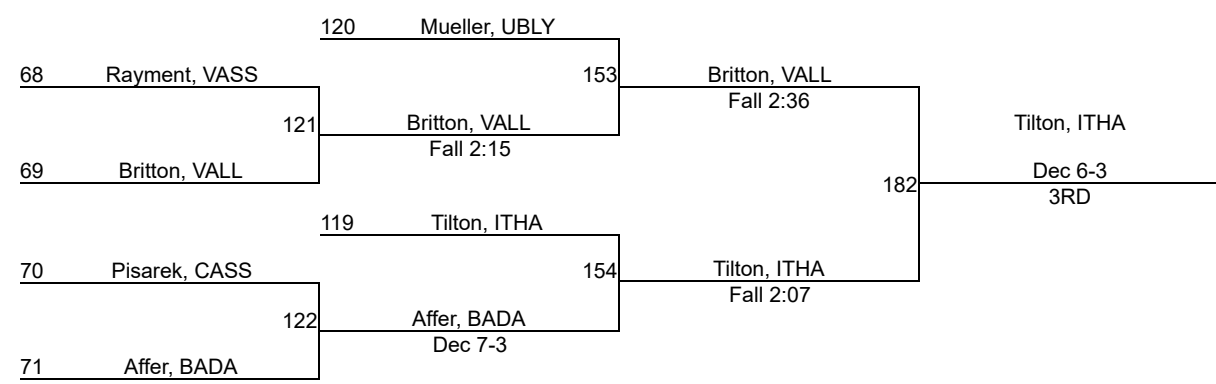 120 Mueller, UBLY
68 Rayment, VASS
153
Britton, VALL
Fall 2:36
121
Britton, VALL
Fall 2:15
Tilton, ITHA
69 Britton, VALL
Dec 6-3
182
3RD
119 Tilton, ITHA
70 Pisarek, CASS
154
Tilton, ITHA
Fall 2:07
122
Affer, BADA
Dec 7-3
71 Affer, BADA